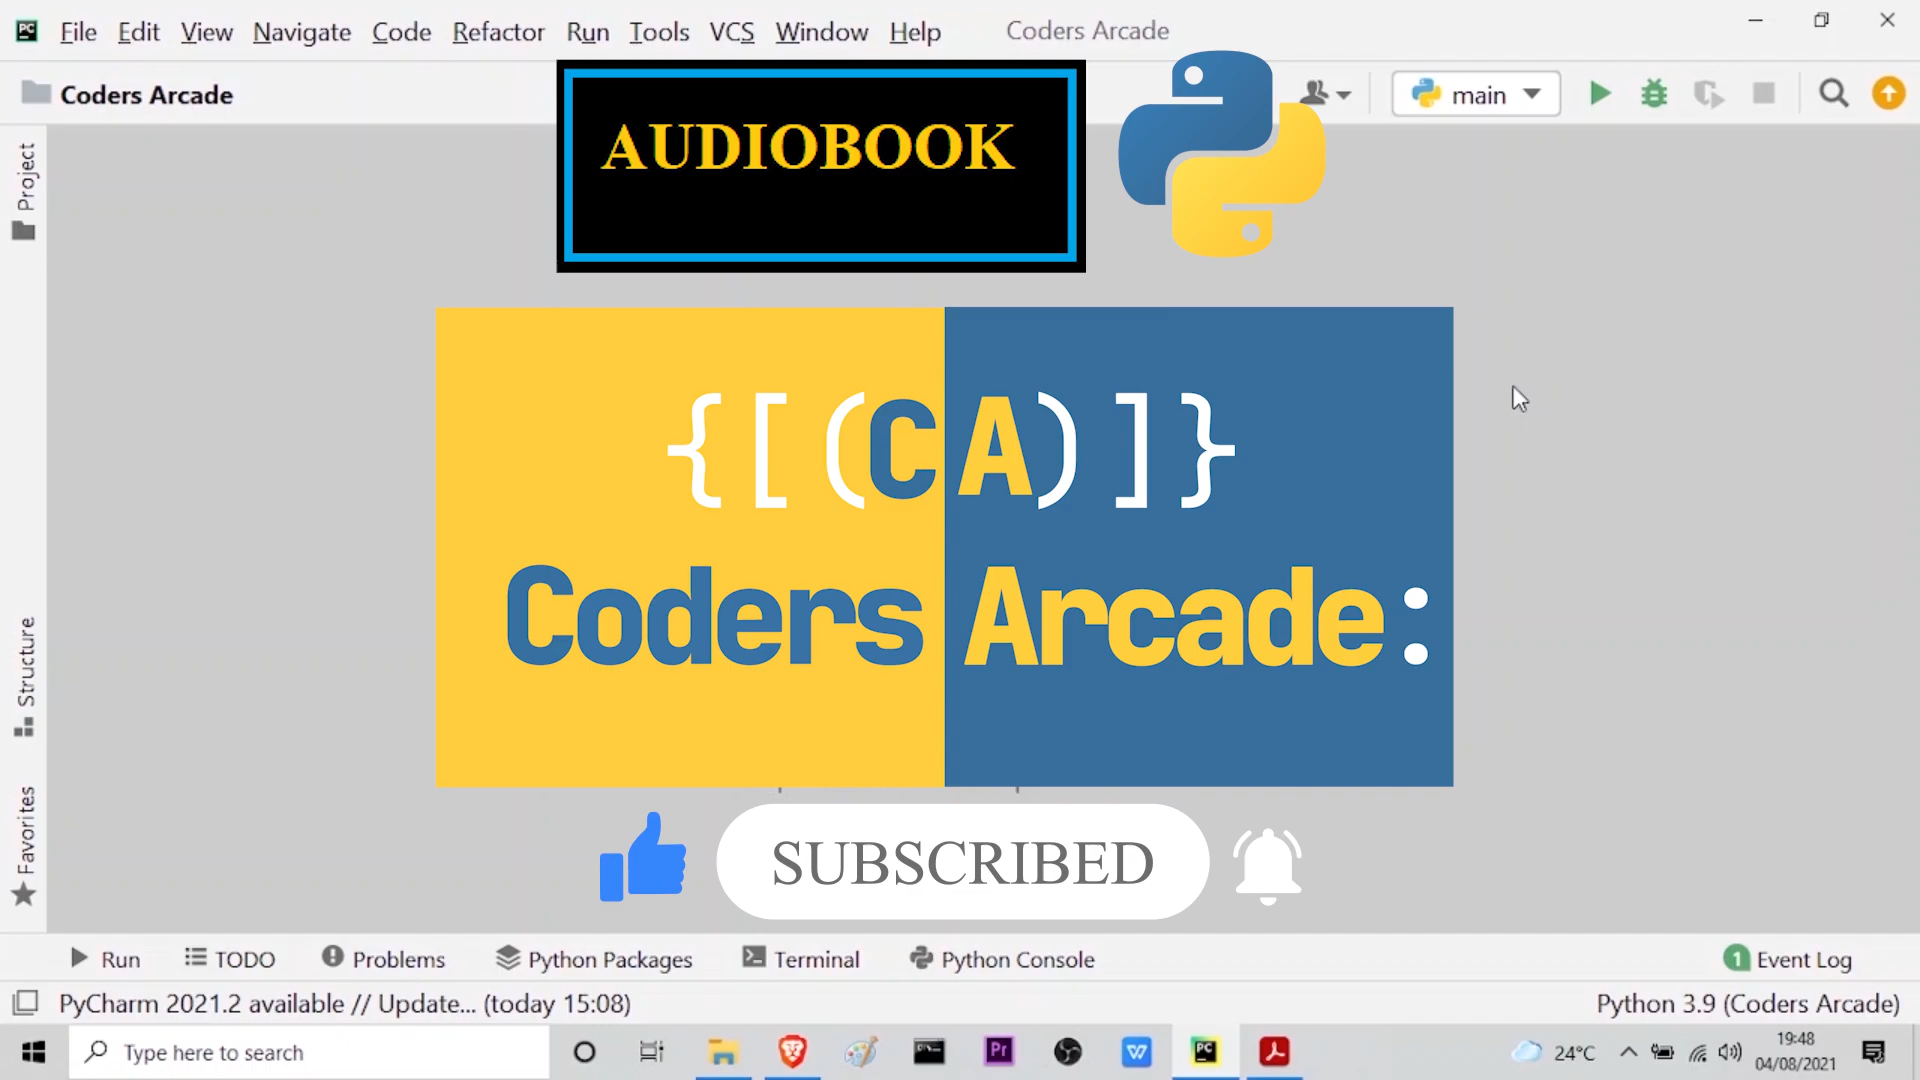 File Edit View Navigate Code Refactor Run Tools VCS Window Help Coders Arcade
Coders Arcade
main
AUDIOBOOK
Project
Structure
Favorites
{[(CA)]}
Coders Arcade:
SUBSCRIBED
Run TODO Problems Python Packages Terminal Python Console 1 Event Log
PyCharm 2021.2 available // Update... (today 15:08) Python 3.9 (Coders Arcade)
Type here to search Pr W PC 24°C 19:48
04/08/2021